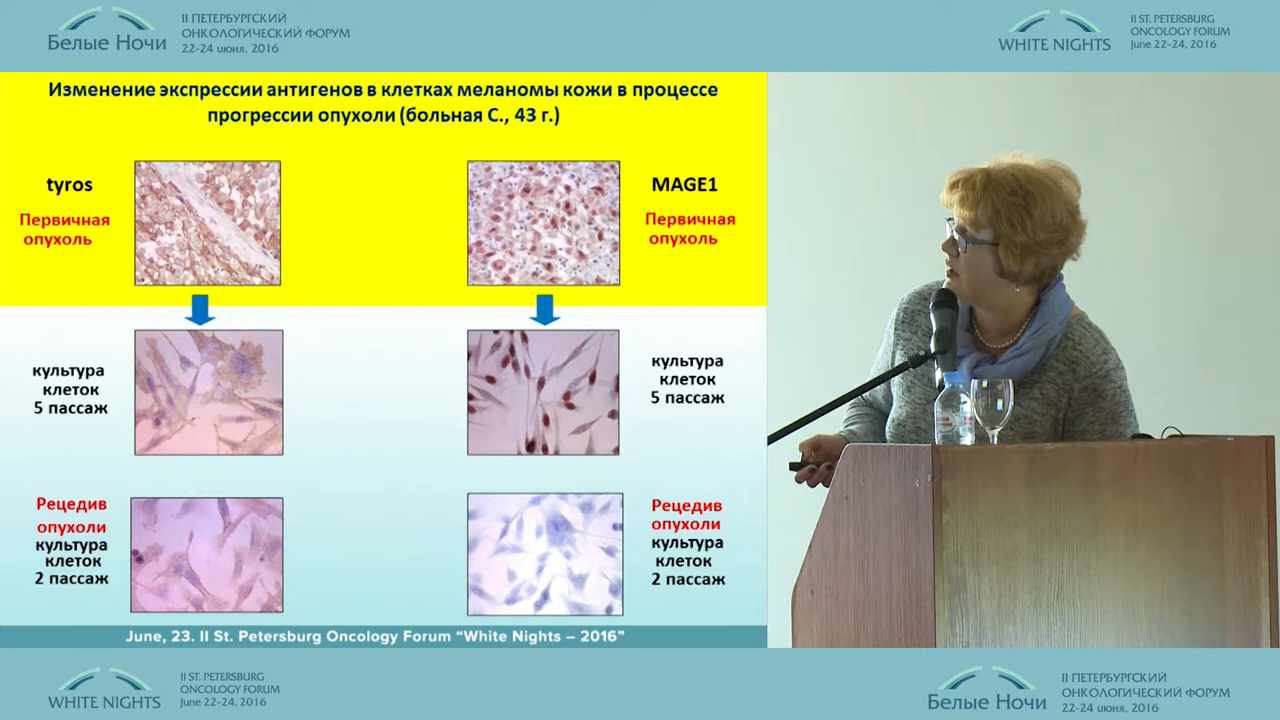 Белые Ночи
II ПЕТЕРБУРГСКИЙ
ОНКОЛОГИЧЕСКИЙ ФОРУМ
22-24 июня, 2016
WHITE NIGHTS
II ST. PETERSBURG
ONCOLOGY FORUM
June 22-24, 2016
Изменение экспрессии антигенов в клетках меланомы кожи в процессе
прогрессии опухоли (больная С., 43 г.)
tyros
Первичная
опухоль
MAGE1
Первичная
опухоль
культура
клеток
5 пассаж
культура
клеток
5 пассаж
Рецедив
опухоли
культура
клеток
2 пассаж
Рецедив
опухоли
культура
клеток
2 пассаж
June, 23. II St. Petersburg Oncology Forum “White Nights – 2016”
WHITE NIGHTS
II ST. PETERSBURG
ONCOLOGY FORUM
June 22-24, 2016
Белые Ночи
II ПЕТЕРБУРГСКИЙ
ОНКОЛОГИЧЕСКИЙ ФОРУМ
22-24 июня, 2016